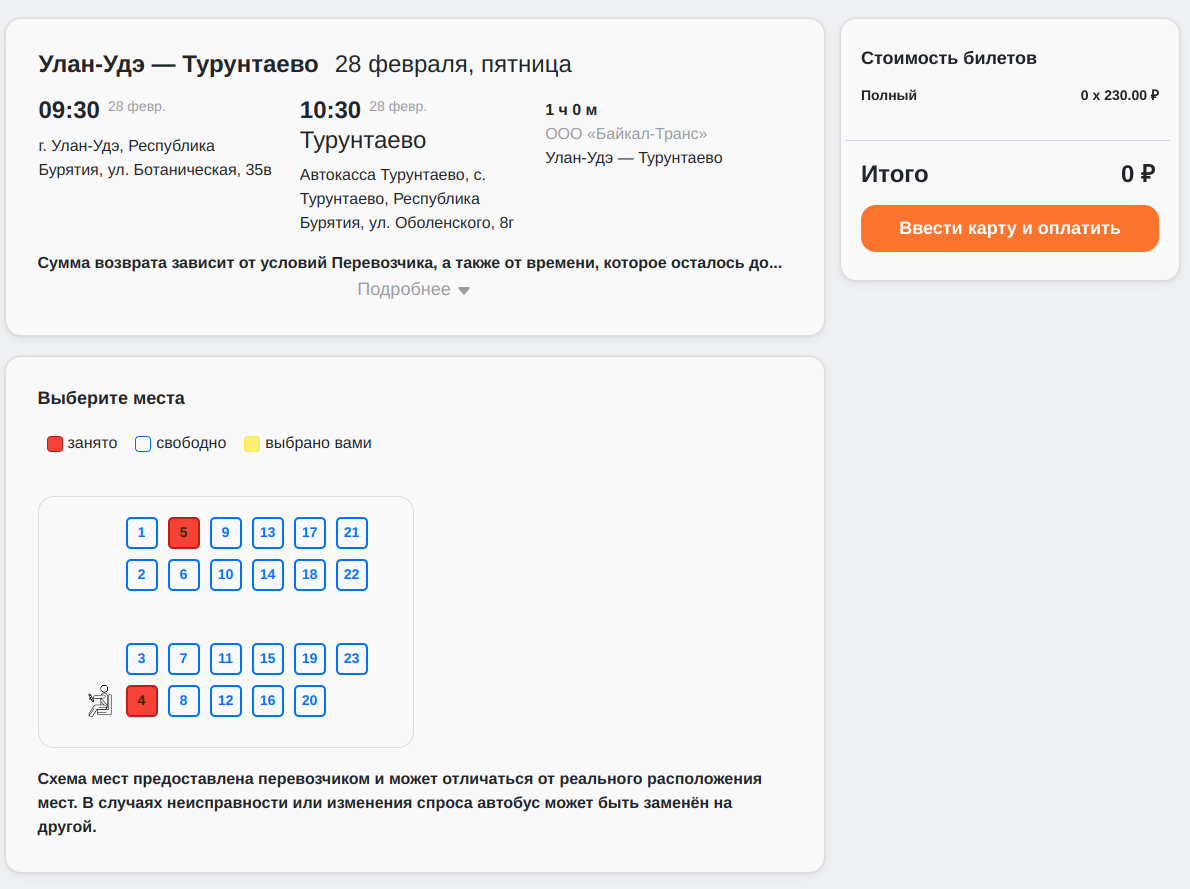 Улан-Удэ — Турунтаево 28 февраля, пятница
09:30 28 февр.
г. Улан-Удэ, Республика
Бурятия, ул. Ботаническая, 35в
10:30 28 февр.
Турунтаево
Автокасса Турунтаево, с.
Турунтаево, Республика
Бурятия, ул. Оболенского, 8г
1 ч 0 м
ООО «Байкал-Транс»
Улан-Удэ — Турунтаево
Сумма возврата зависит от условий Перевозчика, а также от времени, которое осталось до...
Подробнее
Стоимость билетов
Полный 0 x 230.00 ₽
Итого 0 ₽
Ввести карту и оплатить
Выберите места
занято свободно выбрано вами
1 5 9 13 17 21
2 6 10 14 18 22
3 7 11 15 19 23
4 8 12 16 20
Схема мест предоставлена перевозчиком и может отличаться от реального расположения
мест. В случаях неисправности или изменения спроса автобус может быть заменён на
другой.